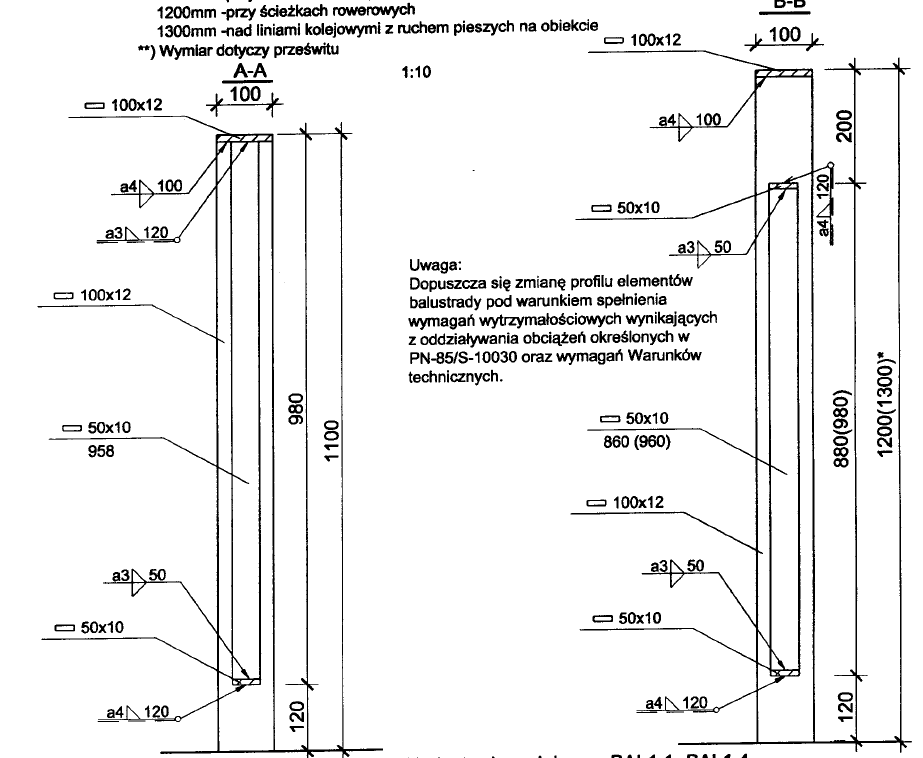 1200mm -przy ścieżkach rowerowych
1300mm -nad liniami kolejowymi z ruchem pieszych na obiekcie
**) Wymiar dotyczy prześwitu
A-A
1:10
100
100x12
a4 100
a3 120
100x12
50x10
958
980
1100
a3 50
50x10
a4 120
120
Uwaga:
Dopuszcza się zmianę profilu elementów
balustrady pod warunkiem spełnienia
wymagań wytrzymałościowych wynikających
z oddziaływania obciążeń określonych w
PN-85/S-10030 oraz wymagań Warunków
technicznych.
B-B
100
100x12
a4 100
200
50x10
a4 120
a3 50
50x10
860 (960)
880(980)
1200(1300)*
100x12
a3 50
50x10
a4 120
120